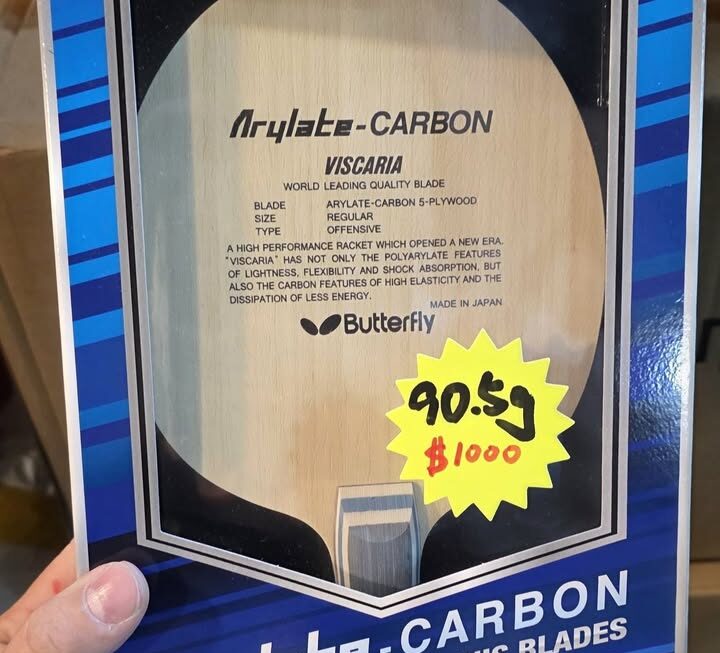 Arylate-CARBON
VISCARIA
WORLD LEADING QUALITY BLADE
BLADE ARYLATE-CARBON 5-PLYWOOD
SIZE REGULAR
TYPE OFFENSIVE
A HIGH PERFORMANCE RACKET WHICH OPENED A NEW ERA.
"VISCARIA" HAS NOT ONLY THE POLYARYLATE FEATURES
OF LIGHTNESS, FLEXIBILITY AND SHOCK ABSORPTION, BUT
ALSO THE CARBON FEATURES OF HIGH ELASTICITY AND THE
DISSIPATION OF LESS ENERGY.
MADE IN JAPAN
Butterfly
90.5g
$1000
-CARBON
BLADES